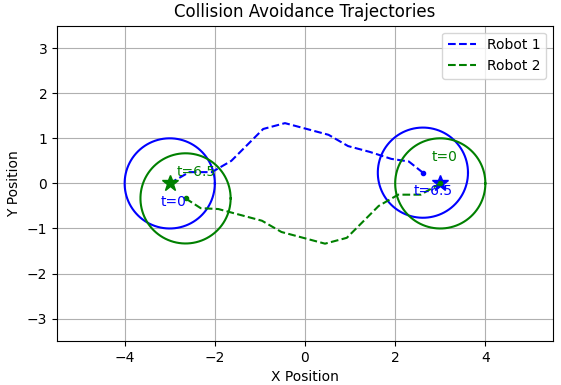 Collision Avoidance Trajectories
Robot 1
Robot 2
3
2
1
0
−1
−2
−3
t=0
t=6.5
t=6.5
t=0
−4
−2
0
2
4
X Position
Y Position